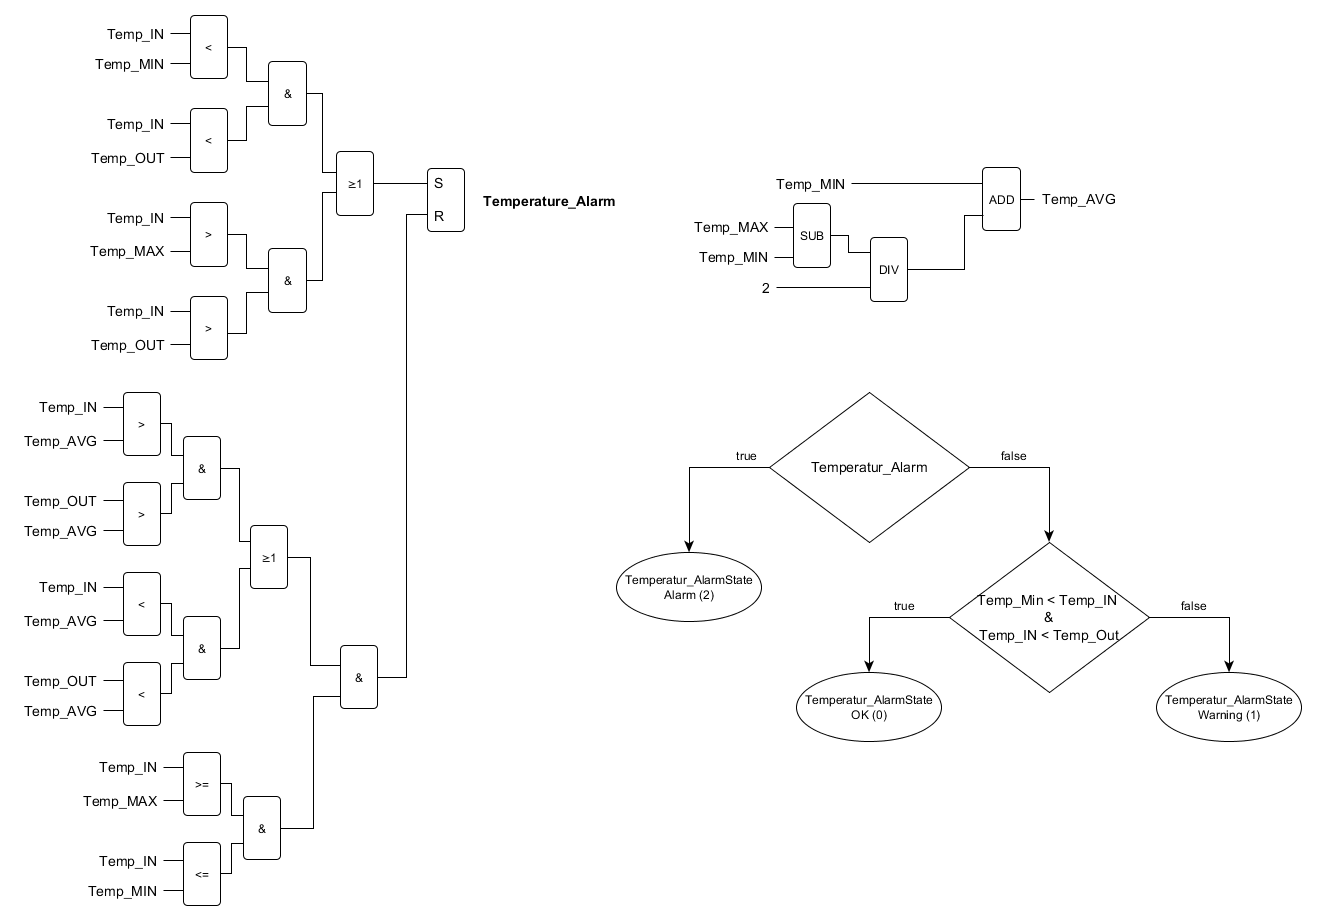 Temp_IN
Temp_MIN
<
&
Temp_IN
Temp_OUT
<
≥1
Temp_IN
Temp_MAX
>
&
Temp_IN
Temp_OUT
>
S
R
Temperature_Alarm
Temp_IN
Temp_AVG
>
&
Temp_OUT
Temp_AVG
>
≥1
Temp_IN
Temp_AVG
<
&
Temp_OUT
Temp_AVG
<
&
Temp_IN
Temp_MAX
>=
&
Temp_IN
Temp_MIN
<=
Temp_MIN
ADD
Temp_AVG
Temp_MAX
SUB
Temp_MIN
DIV
2
Temperatur_Alarm
true
false
Temperatur_AlarmState
Alarm (2)
Temp_Min < Temp_IN
&
Temp_IN < Temp_Out
true
false
Temperatur_AlarmState
OK (0)
Temperatur_AlarmState
Warning (1)